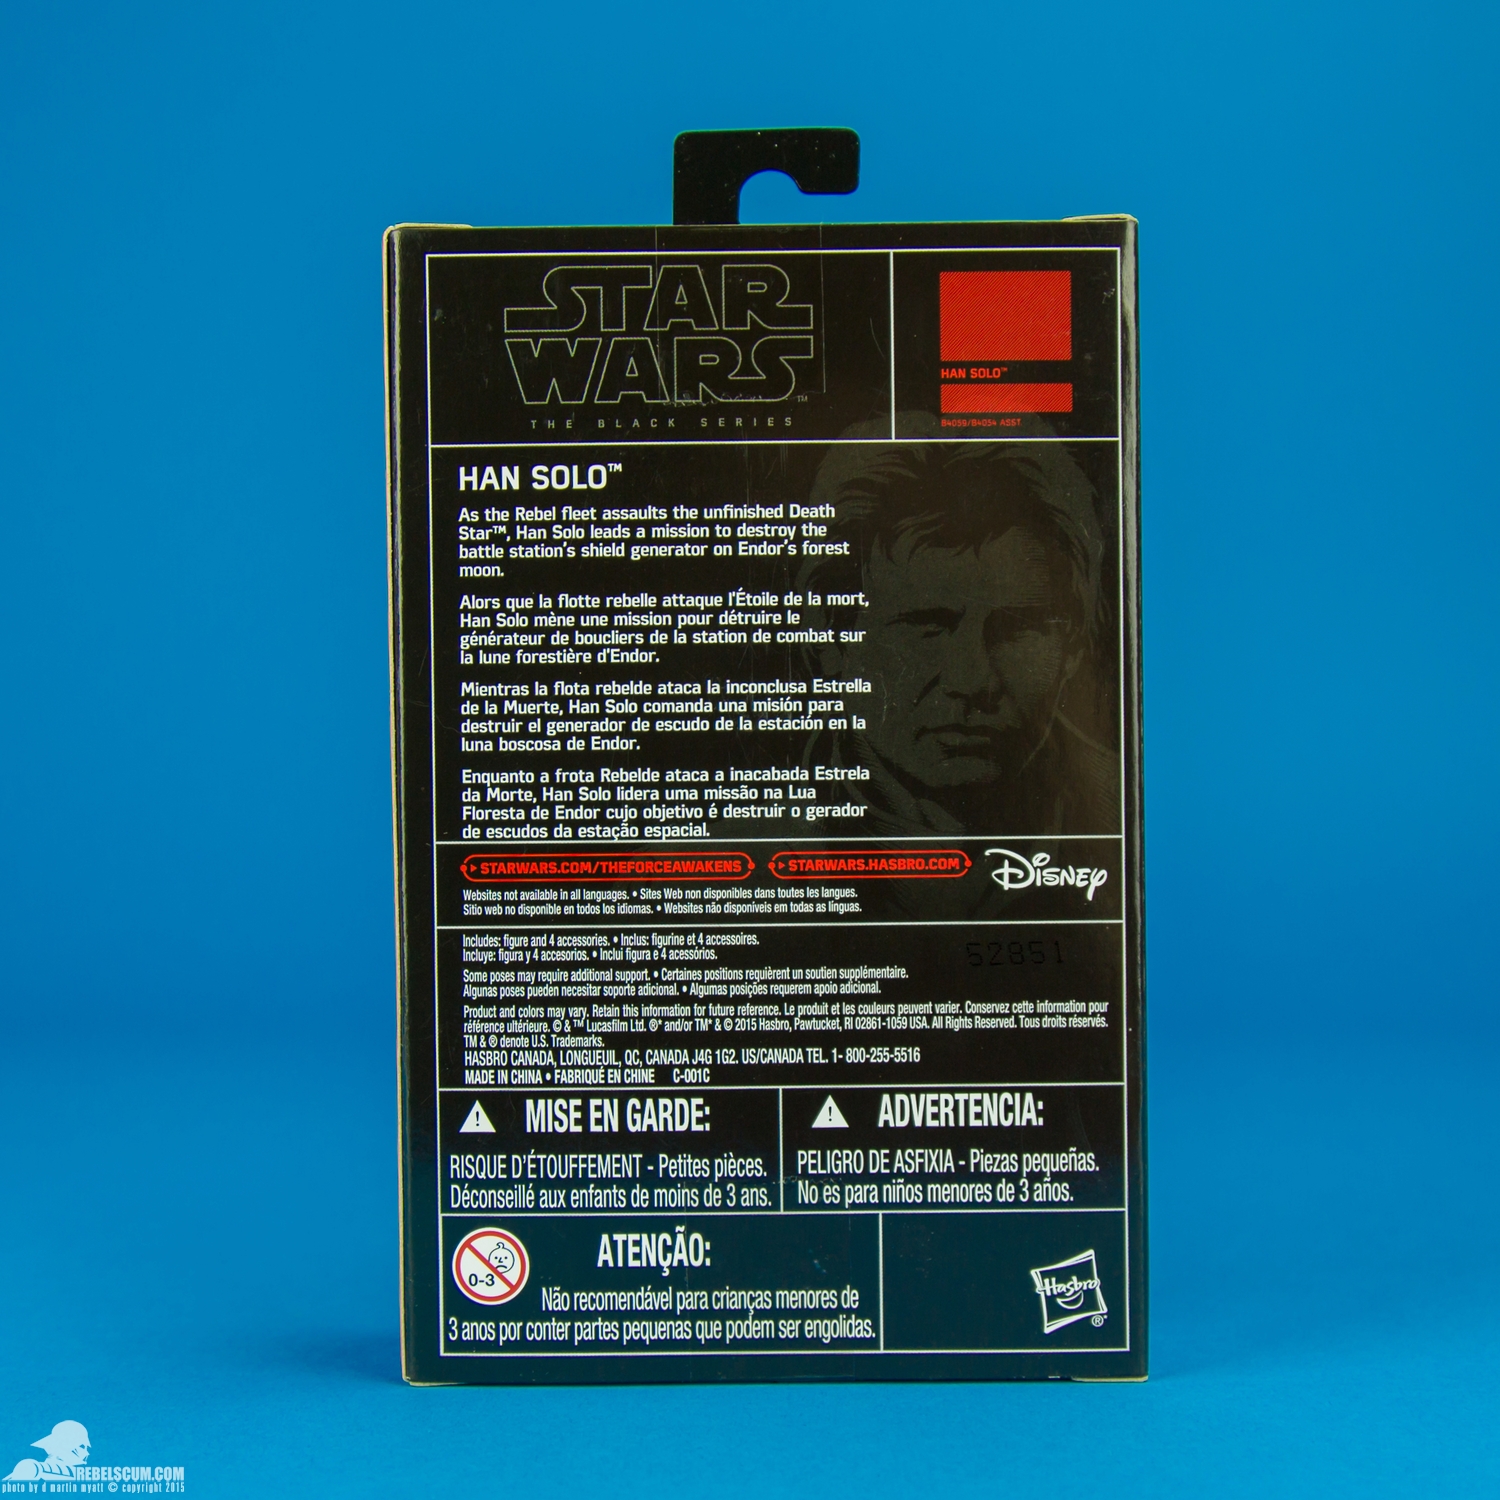 STAR
WARS™
THE BLACK SERIES
HAN SOLO™
B4059/B4054 ASST
HAN SOLO™
As the Rebel fleet assaults the unfinished Death
Star™, Han Solo leads a mission to destroy the
battle station's shield generator on Endor's forest
moon.
Alors que la flotte rebelle attaque l'Étoile de la mort,
Han Solo mène une mission pour détruire le
générateur de boucliers de la station de combat sur
la lune forestière d'Endor.
Mientras la flota rebelde ataca la inconclusa Estrella
de la Muerte, Han Solo comanda una misión para
destruir el generador de escudo de la estación en la
luna boscosa de Endor.
Enquanto a frota Rebelde ataca a inacabada Estrela
da Morte, Han Solo lidera uma missão na Lua
Floresta de Endor cujo objetivo é destruir o gerador
de escudos da estação espacial.
STARWARS.COM/THEFORCEAWAKENS STARWARS.HASBRO.COM Disney
Websites not available in all languages. • Sites Web non disponibles dans toutes les langues.
Sitio web no disponible en todos los idiomas. • Websites não disponíveis em todas as línguas.
Includes: figure and 4 accessories. • Inclus: figurine et 4 accessoires.
Incluye: figura y 4 accesorios. • Inclui figura e 4 acessórios.
52851
Some poses may require additional support. • Certaines positions requièrent un soutien supplémentaire.
Algunas poses pueden necesitar soporte adicional. • Algumas posições requerem apoio adicional.
Product and colors may vary. Retain this information for future reference. Le produit et les couleurs peuvent varier. Conservez cette information pour
référence ultérieure. © & ™ Lucasfilm Ltd. ®* and/or TM* & © 2015 Hasbro, Pawtucket, RI 02861-1059 USA. All Rights Reserved. Tous droits réservés.
TM & ® denote U.S. Trademarks.
HASBRO CANADA, LONGUEUIL, QC, CANADA J4G 1G2. US/CANADA TEL. 1- 800-255-5516
MADE IN CHINA • FABRIQUÉ EN CHINE C-001C
MISE EN GARDE:
RISQUE D'ÉTOUFFEMENT - Petites pièces.
Déconseillé aux enfants de moins de 3 ans.
ADVERTENCIA:
PELIGRO DE ASFIXIA - Piezas pequeñas.
No es para niños menores de 3 años.
0-3
ATENÇÃO:
Não recomendável para crianças menores de
3 anos por conter partes pequenas que podem ser engolidas.
Hasbro
®
REBELSCUM.COM
photo by d martin myatt © copyright 2015